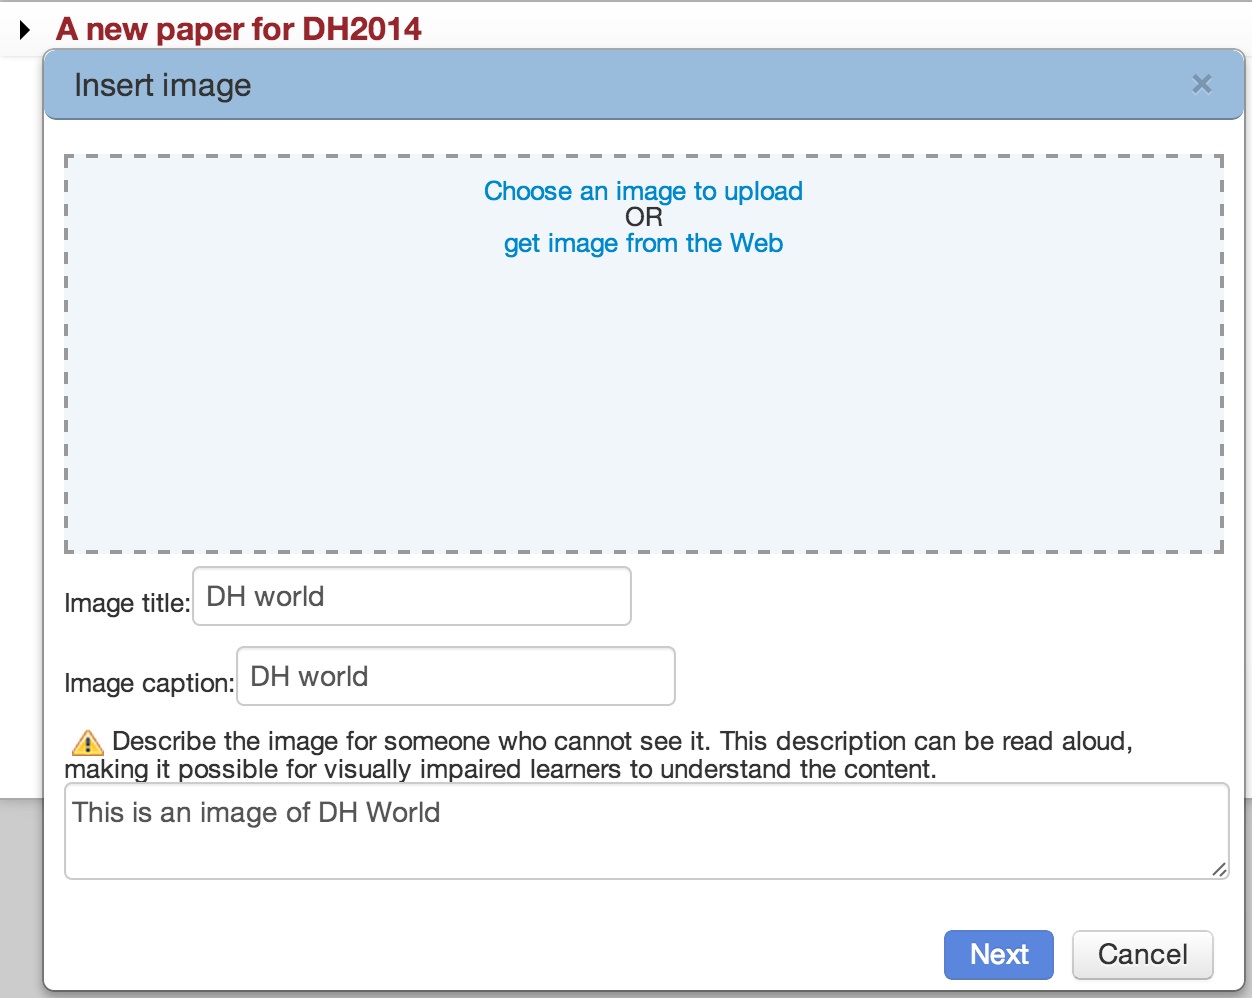 A new paper for DH2014
Insert image
×
Choose an image to upload
OR
get image from the Web
Image title: DH world
Image caption: DH world
Describe the image for someone who cannot see it. This description can be read aloud,
making it possible for visually impaired learners to understand the content.
This is an image of DH World
Next Cancel